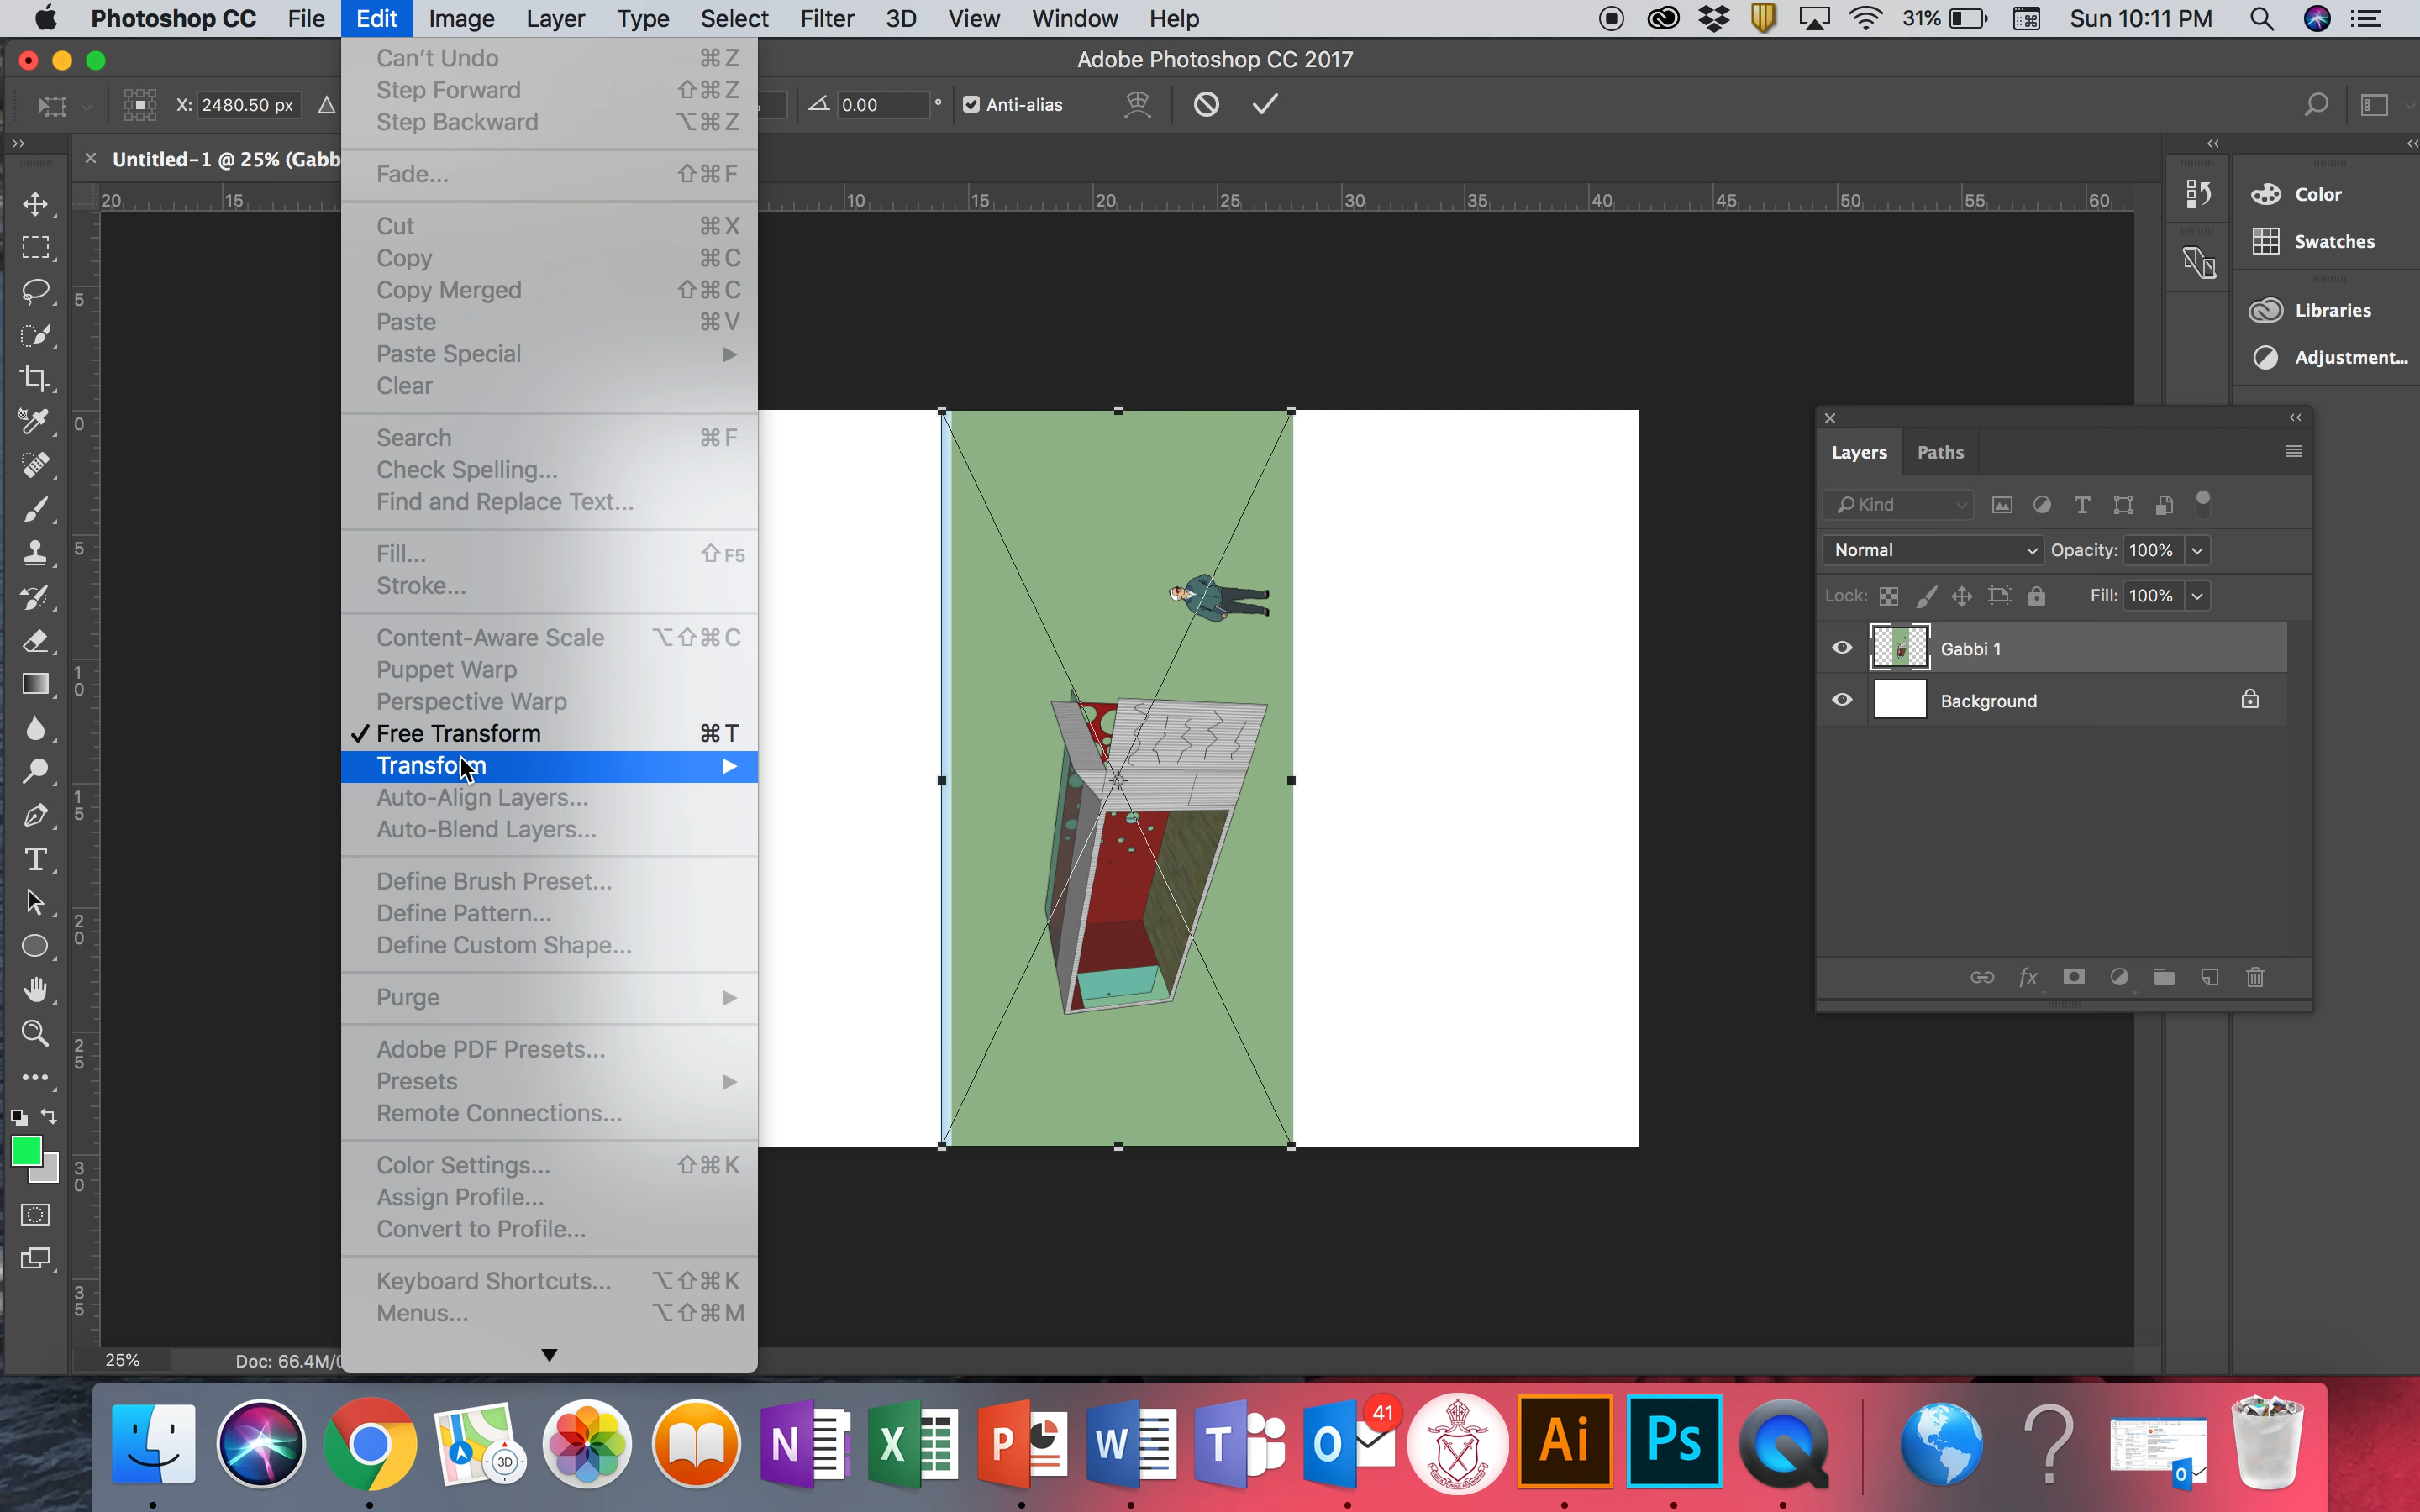 Photoshop CC File Edit Image Layer Type Select Filter 3D View Window Help 31% Sun 10:11 PM
Adobe Photoshop CC 2017
X: 2480.50 px 0.00 ° Anti-alias
Untitled-1 @ 25% (Gabb
20 15 10 15 20 25 30 35 40 45 50 55 60
5
0
5
10
15
20
25
30
35
Can't Undo ⌘Z
Step Forward ⇧⌘Z
Step Backward ⌥⌘Z
Fade... ⇧⌘F
Cut ⌘X
Copy ⌘C
Copy Merged ⇧⌘C
Paste ⌘V
Paste Special
Clear
Search ⌘F
Check Spelling...
Find and Replace Text...
Fill... ⇧F5
Stroke...
Content-Aware Scale ⌥⇧⌘C
Puppet Warp
Perspective Warp
✓ Free Transform ⌘T
Transform
Auto-Align Layers...
Auto-Blend Layers...
Define Brush Preset...
Define Pattern...
Define Custom Shape...
Purge
Adobe PDF Presets...
Presets
Remote Connections...
Color Settings... ⇧⌘K
Assign Profile...
Convert to Profile...
Keyboard Shortcuts... ⌥⇧⌘K
Menus... ⌥⇧⌘M
Color
Swatches
Libraries
Adjustment...
Layers Paths
Kind
Normal Opacity: 100%
Lock: Fill: 100%
Gabbi 1
Background
25% Doc: 66.4M/
3D N X P W T O 41 Ai Ps